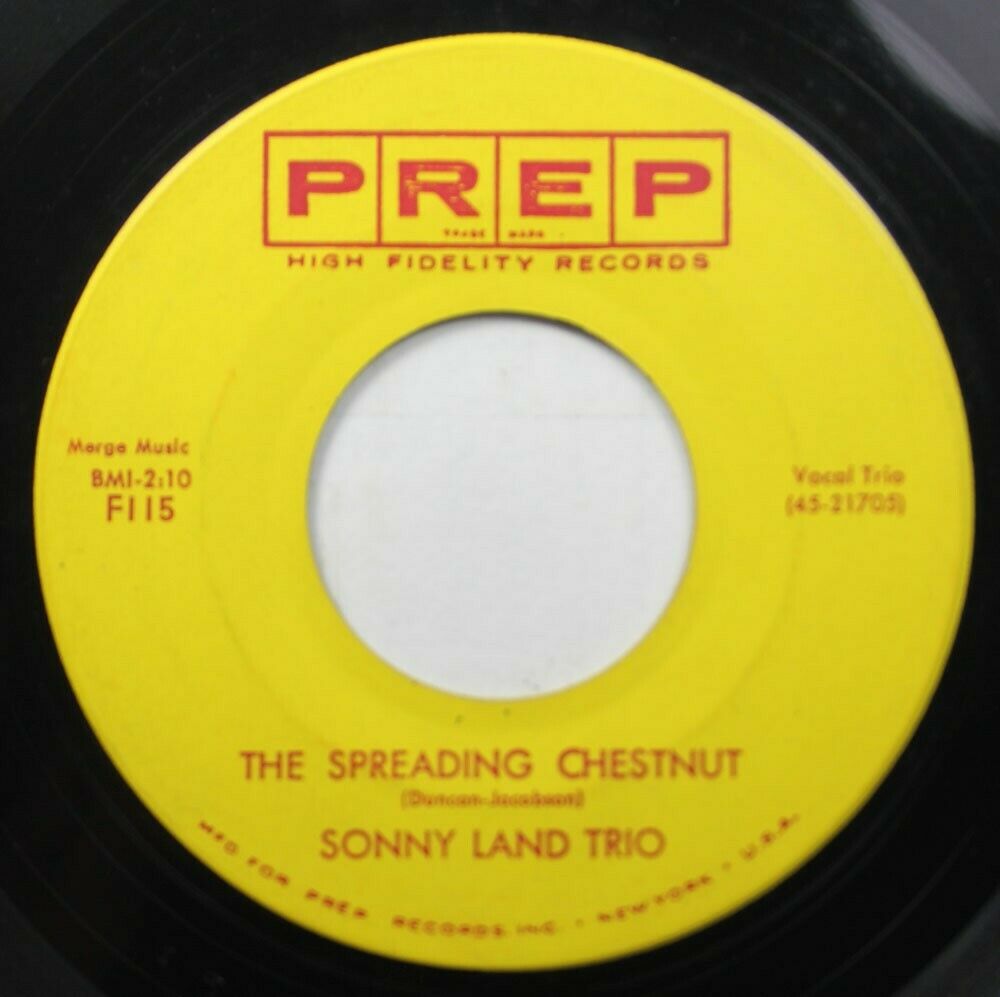 PREP
TRADE MARK
HIGH FIDELITY RECORDS
Merge Music
BMI-2:10
F115
Vocal Trio
(45-21705)
THE SPREADING CHESTNUT
(Duncan-Jacobson)
SONNY LAND TRIO
MFD FOR PREP RECORDS INC. • NEW YORK • U.S.A.